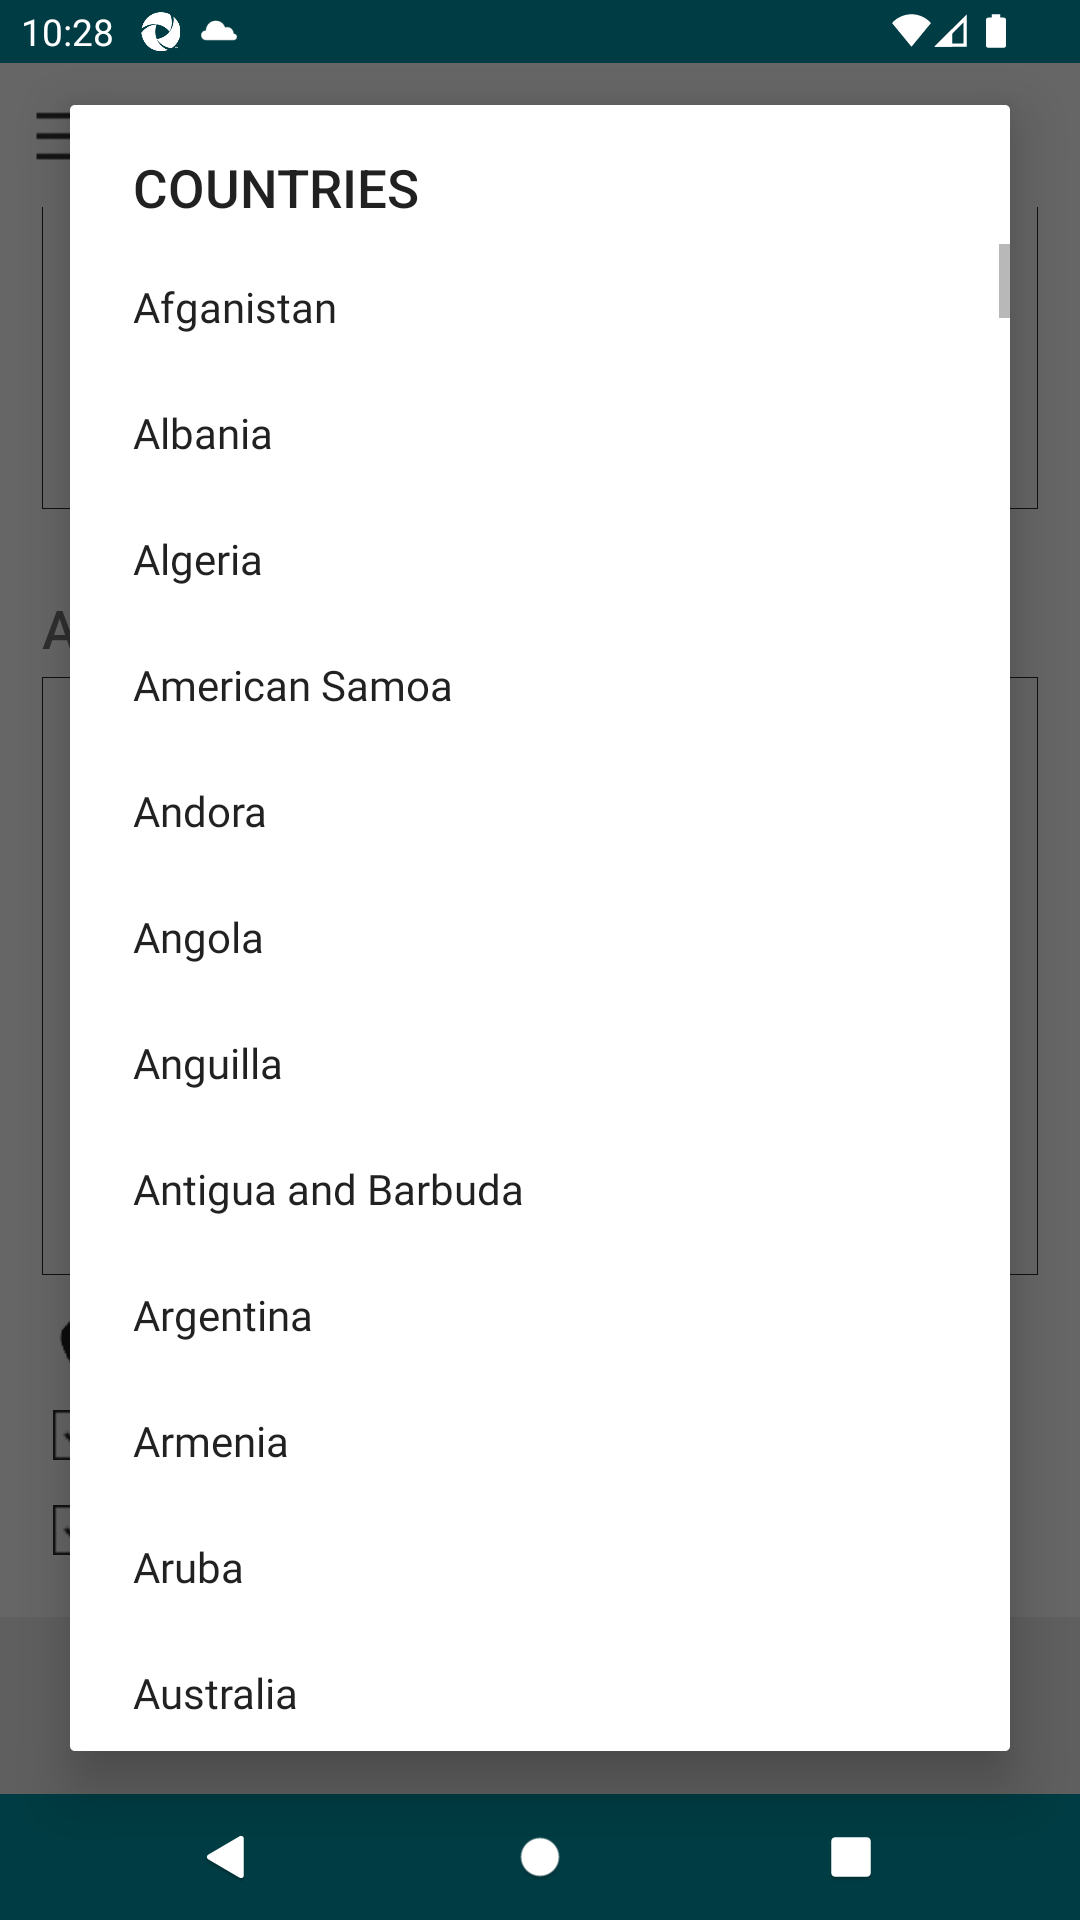 10:28
COUNTRIES
Afganistan
Albania
Algeria
American Samoa
Andora
Angola
Anguilla
Antigua and Barbuda
Argentina
Armenia
Aruba
Australia